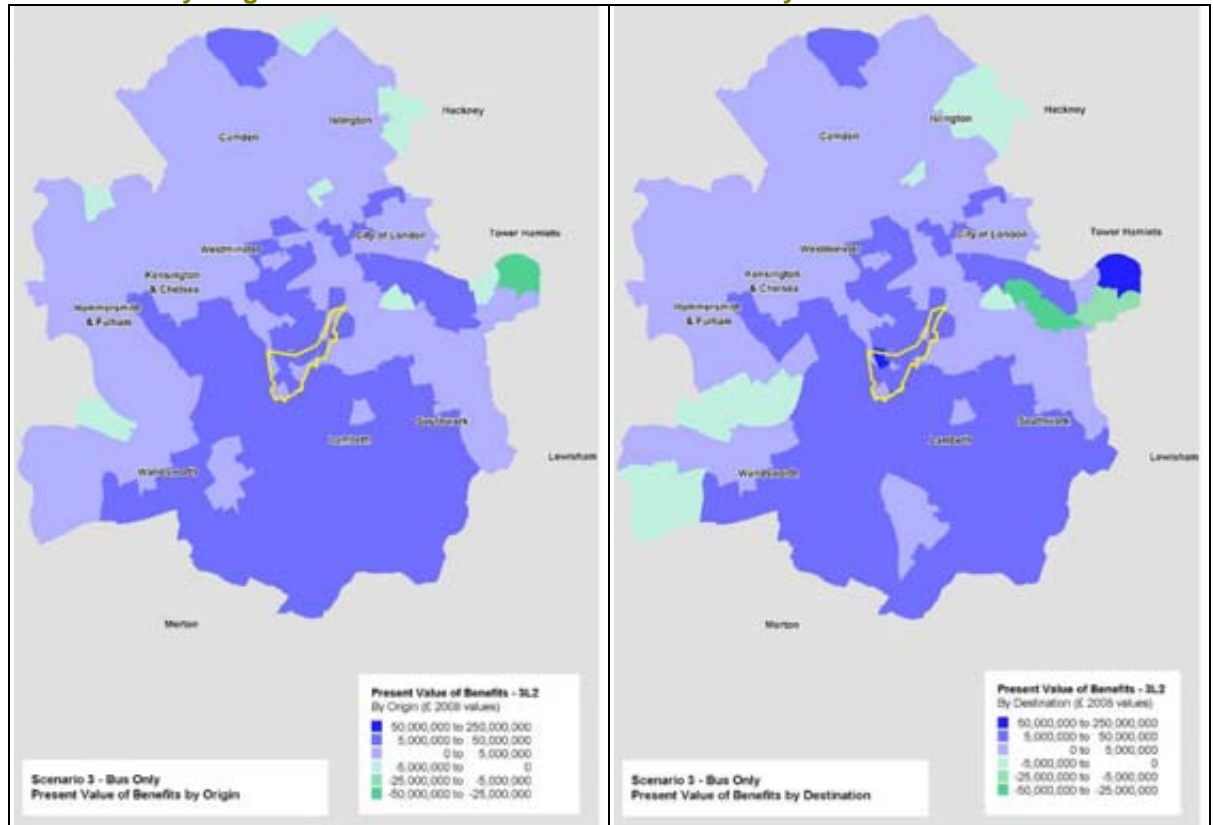 Camden
Islington
Hackney
Westminster
City of London
Tower Hamlets
Kensington
& Chelsea
Hammersmith
& Fulham
Wandsworth
Lambeth
Southwark
Lewisham
Merton
Present Value of Benefits - 3L2
By Origin (£ 2008 values)
50,000,000 to 250,000,000
5,000,000 to 50,000,000
0 to 5,000,000
-5,000,000 to 0
-25,000,000 to -5,000,000
-50,000,000 to -25,000,000
Scenario 3 - Bus Only
Present Value of Benefits by Origin
Camden
Islington
Hackney
Westminster
City of London
Tower Hamlets
Kensington
& Chelsea
Hammersmith
& Fulham
Wandsworth
Lambeth
Southwark
Lewisham
Merton
Present Value of Benefits - 3L2
By Destination (£ 2008 values)
50,000,000 to 250,000,000
5,000,000 to 50,000,000
0 to 5,000,000
-5,000,000 to 0
-25,000,000 to -5,000,000
-50,000,000 to -25,000,000
Scenario 3 - Bus Only
Present Value of Benefits by Destination